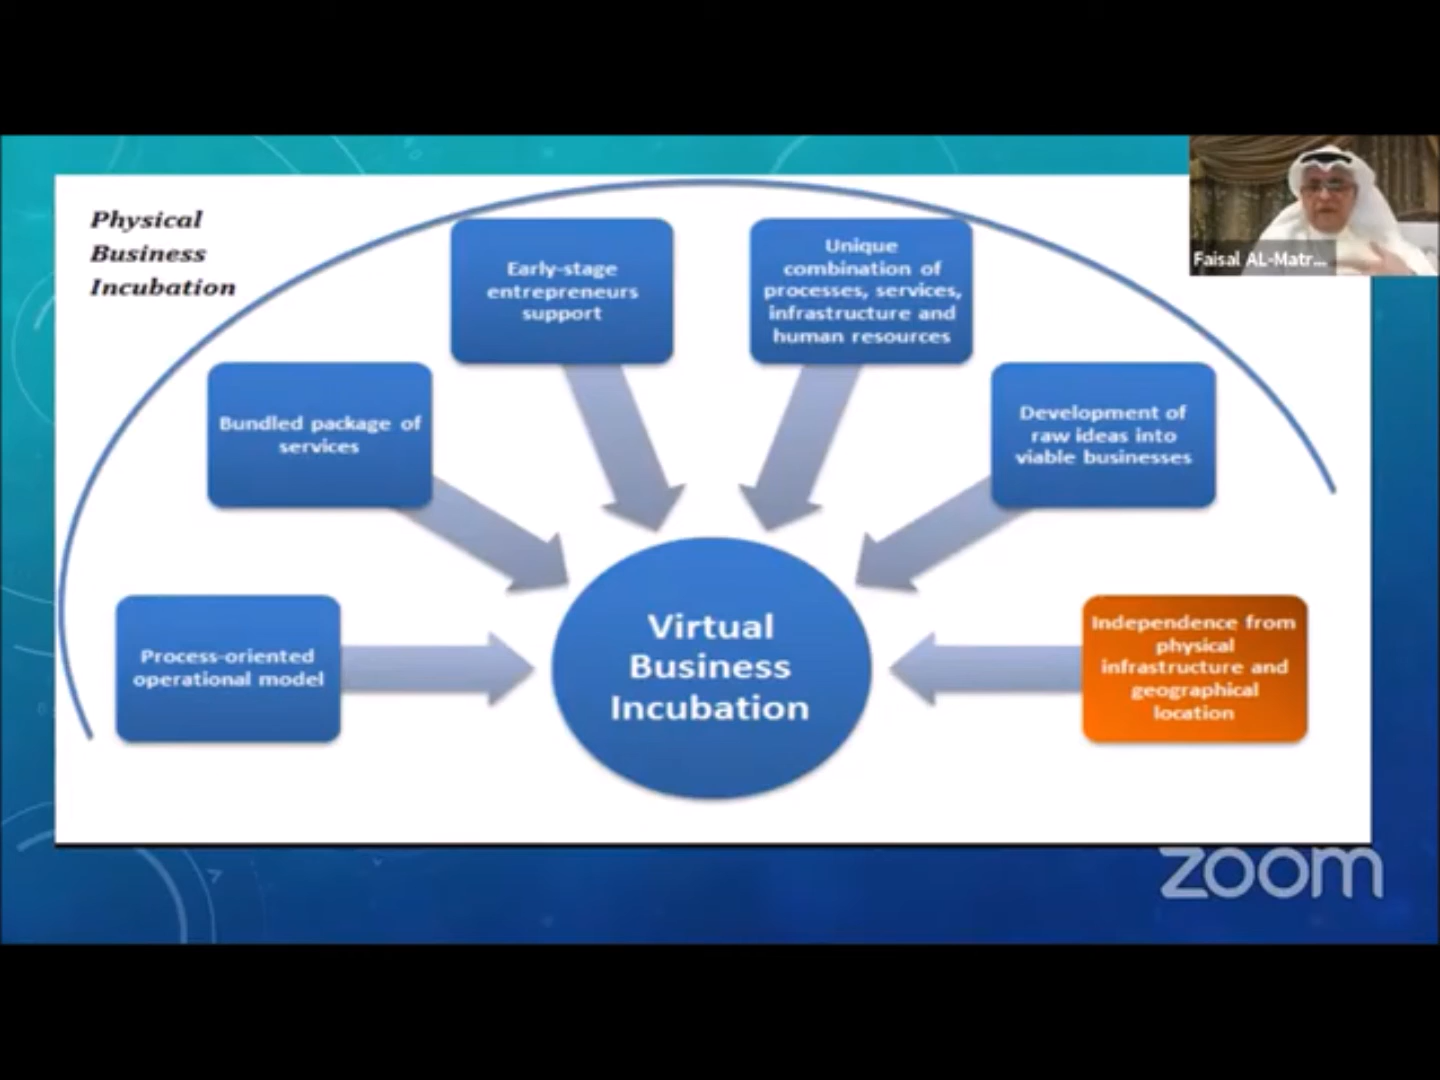 Physical
Business
Incubation
Early-stage
entrepreneurs
support
Unique
combination of
processes, services,
infrastructure and
human resources
Faisal AL-Matr...
Bundled package of
services
Development of
raw ideas into
viable businesses
Process-oriented
operational model
Virtual
Business
Incubation
Independence from
physical
infrastructure and
geographical
location
zoom